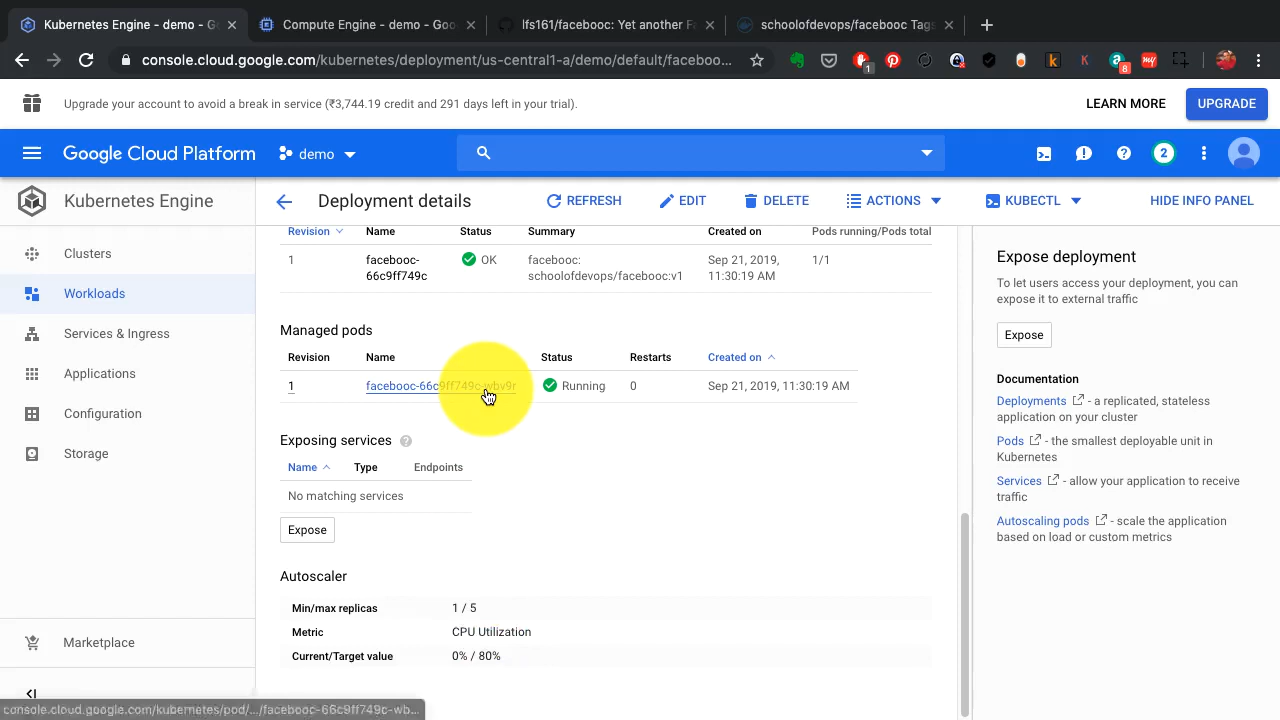 Kubernetes Engine - demo - G
Compute Engine - demo - Goo
lfs161/facebooc: Yet another Fa
schoolofdevops/facebooc Tags
console.cloud.google.com/kubernetes/deployment/us-central1-a/demo/default/faceboo...
1
8
Upgrade your account to avoid a break in service (₹3,744.19 credit and 291 days left in your trial).
LEARN MORE
UPGRADE
Google Cloud Platform
demo
2
Kubernetes Engine
Deployment details
REFRESH
EDIT
DELETE
ACTIONS
KUBECTL
HIDE INFO PANEL
Clusters
Workloads
Services & Ingress
Applications
Configuration
Storage
Marketplace
Revision Name Status Summary Created on Pods running/Pods total
1 facebooc- OK facebooc: Sep 21, 2019, 1/1
66c9ff749c schoolofdevops/facebooc:v1 11:30:19 AM
Managed pods
Revision Name Status Restarts Created on
1 facebooc-66c9ff749c-wbv9r Running 0 Sep 21, 2019, 11:30:19 AM
Exposing services
Name Type Endpoints
No matching services
Expose
Autoscaler
Min/max replicas 1 / 5
Metric CPU Utilization
Current/Target value 0% / 80%
Expose deployment
To let users access your deployment, you can
expose it to external traffic
Expose
Documentation
Deployments - a replicated, stateless
application on your cluster
Pods - the smallest deployable unit in
Kubernetes
Services - allow your application to receive
traffic
Autoscaling pods - scale the application
based on load or custom metrics
console.cloud.google.com/kubernetes/pod/.../facebooc-66c9ff749c-wb...